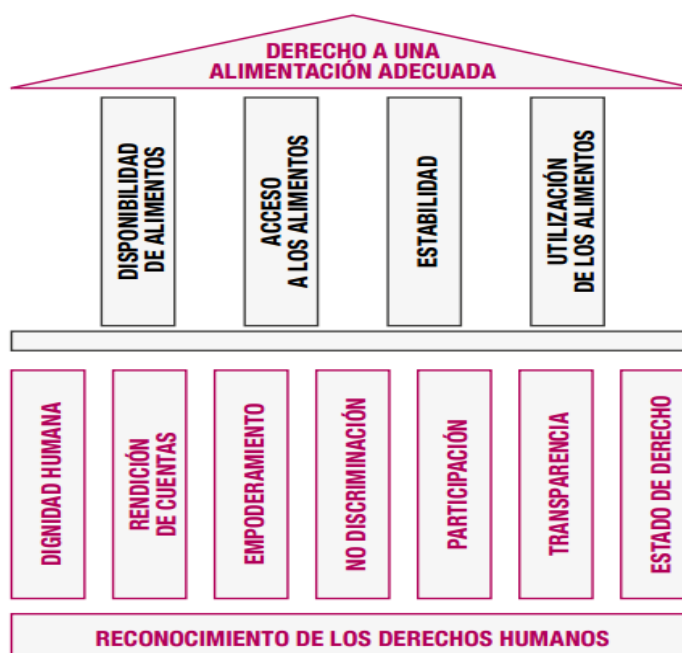 DERECHO A UNA
ALIMENTACIÓN ADECUADA
DISPONIBILIDAD
DE ALIMENTOS
ACCESO
A LOS ALIMENTOS
ESTABILIDAD
UTILIZACIÓN
DE LOS ALIMENTOS
DIGNIDAD HUMANA
RENDICIÓN
DE CUENTAS
EMPODERAMIENTO
NO DISCRIMINACIÓN
PARTICIPACIÓN
TRANSPARENCIA
ESTADO DE DERECHO
RECONOCIMIENTO DE LOS DERECHOS HUMANOS